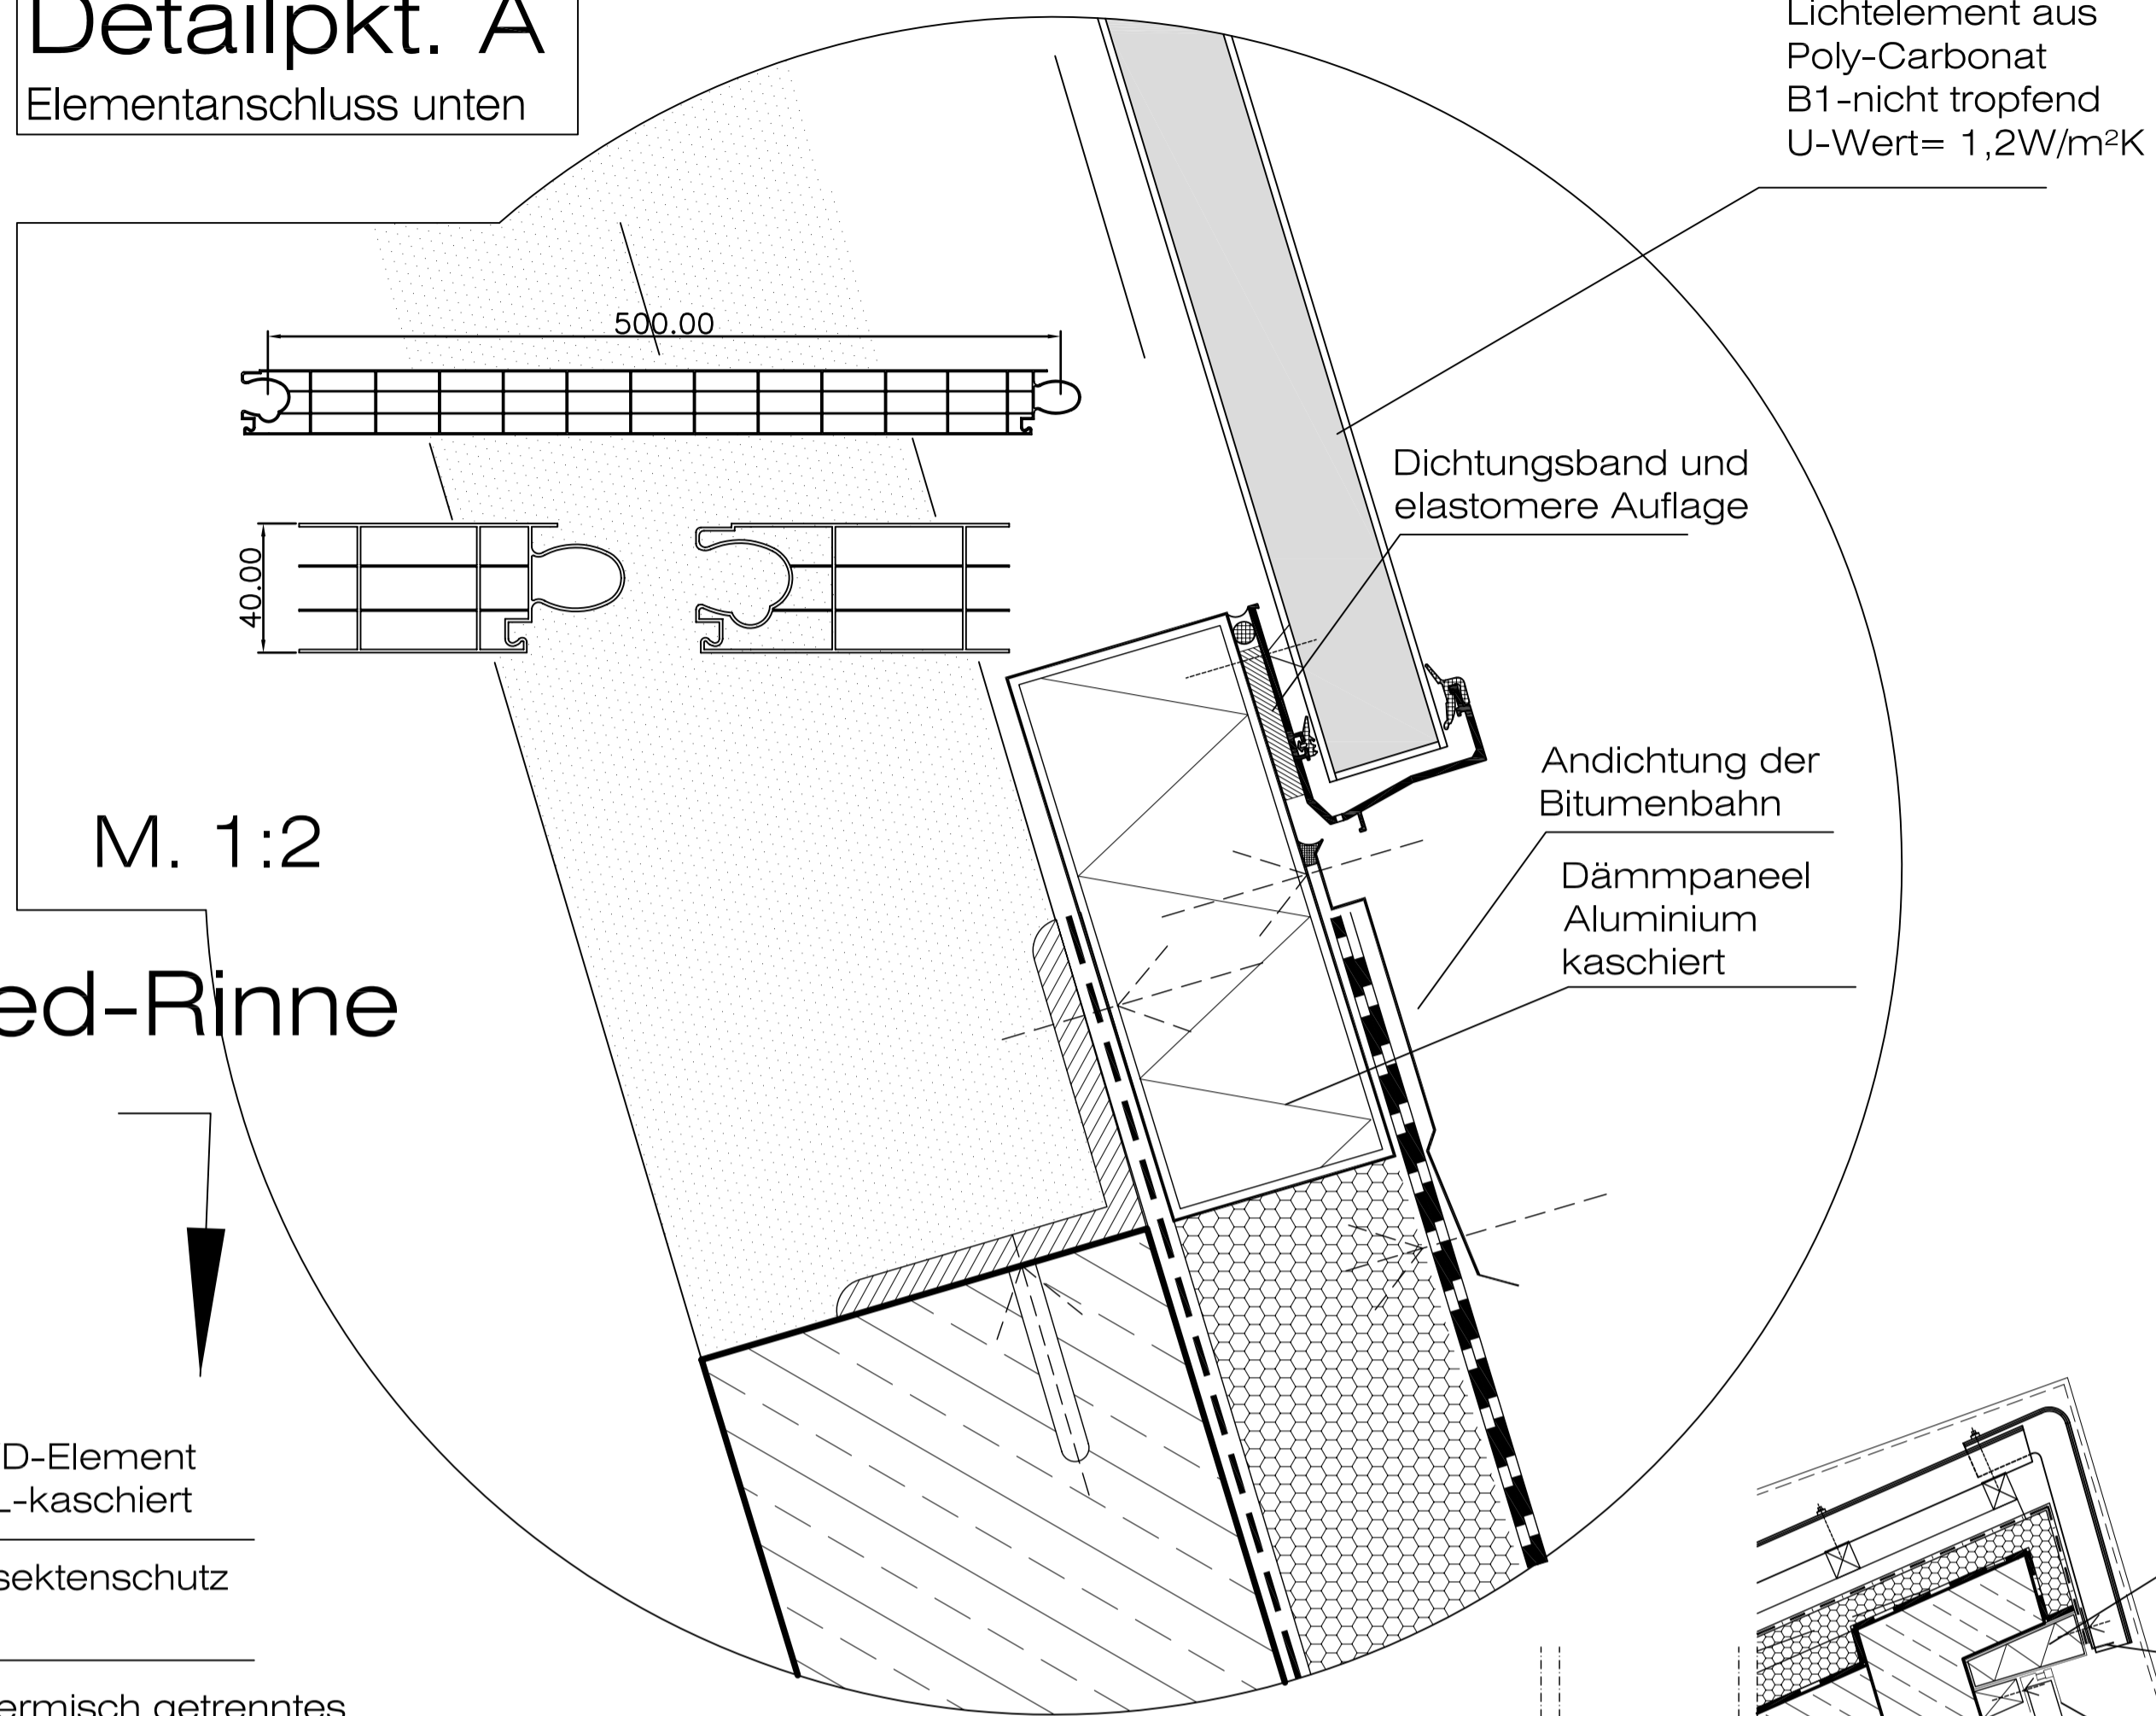 Detailpkt. A
Elementanschluss unten
Lichtelement aus
Poly-Carbonat
B1-nicht tropfend
U-Wert= 1,2W/m²K
500.00
40.00
Dichtungsband und
elastomere Auflage
M. 1:2
Andichtung der
Bitumenbahn
Dämmpaneel
Aluminium
kaschiert
ed-Rinne
D-Element
L-kaschiert
sektenschutz
ermisch getrenntes